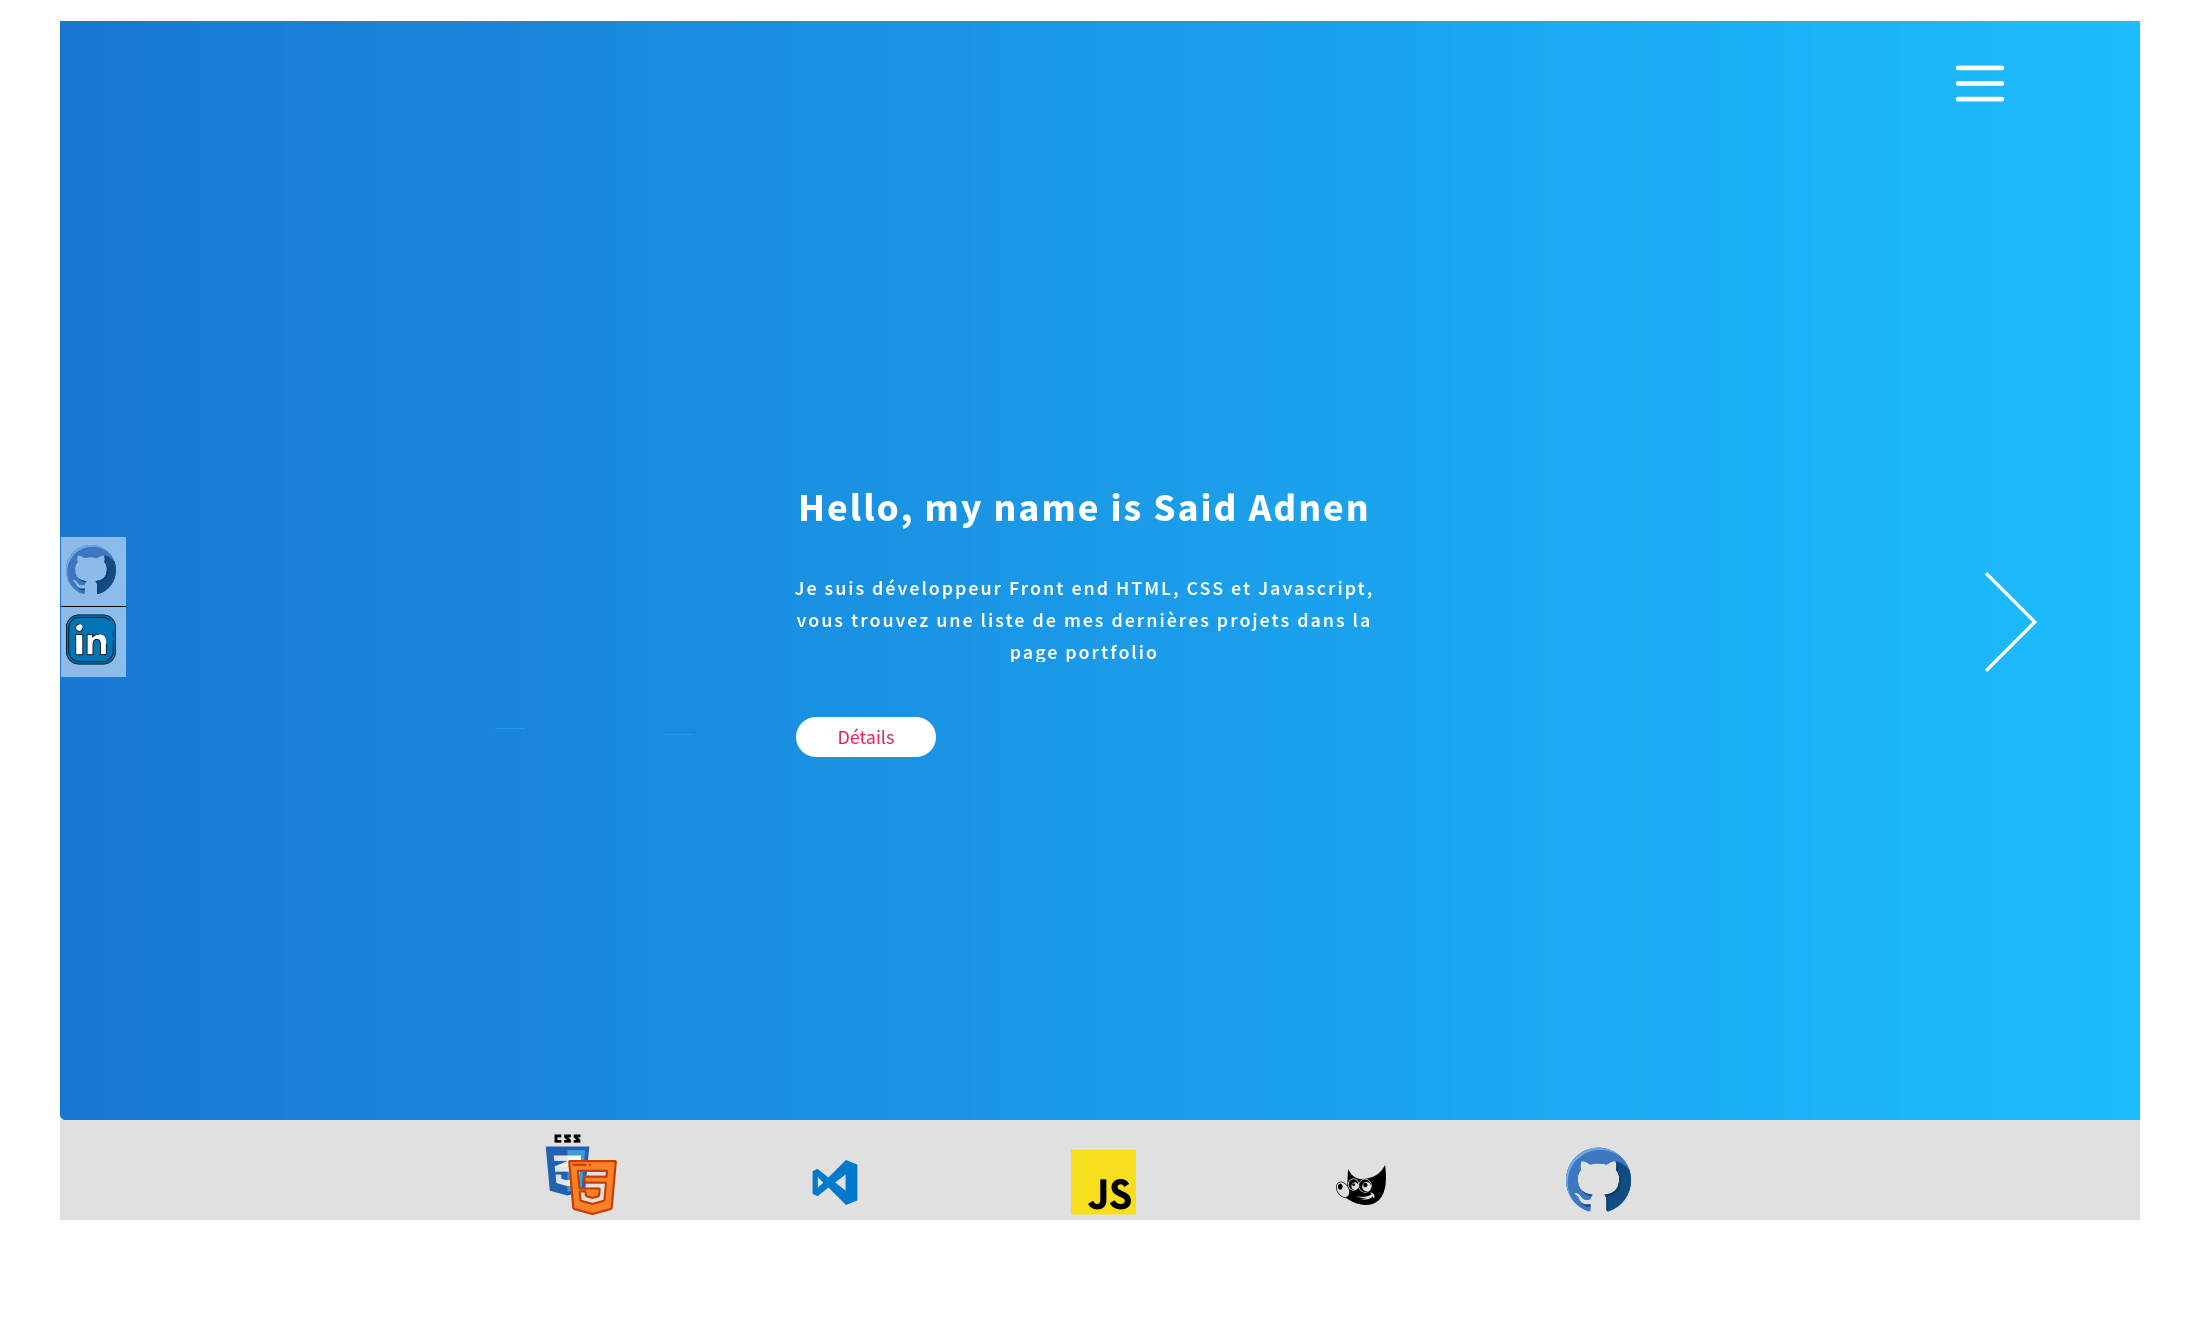 Hello, my name is Said Adnen
Je suis développeur Front end HTML, CSS et Javascript,
vous trouvez une liste de mes dernières projets dans la
page portfolio
in
Détails
CSS
JS